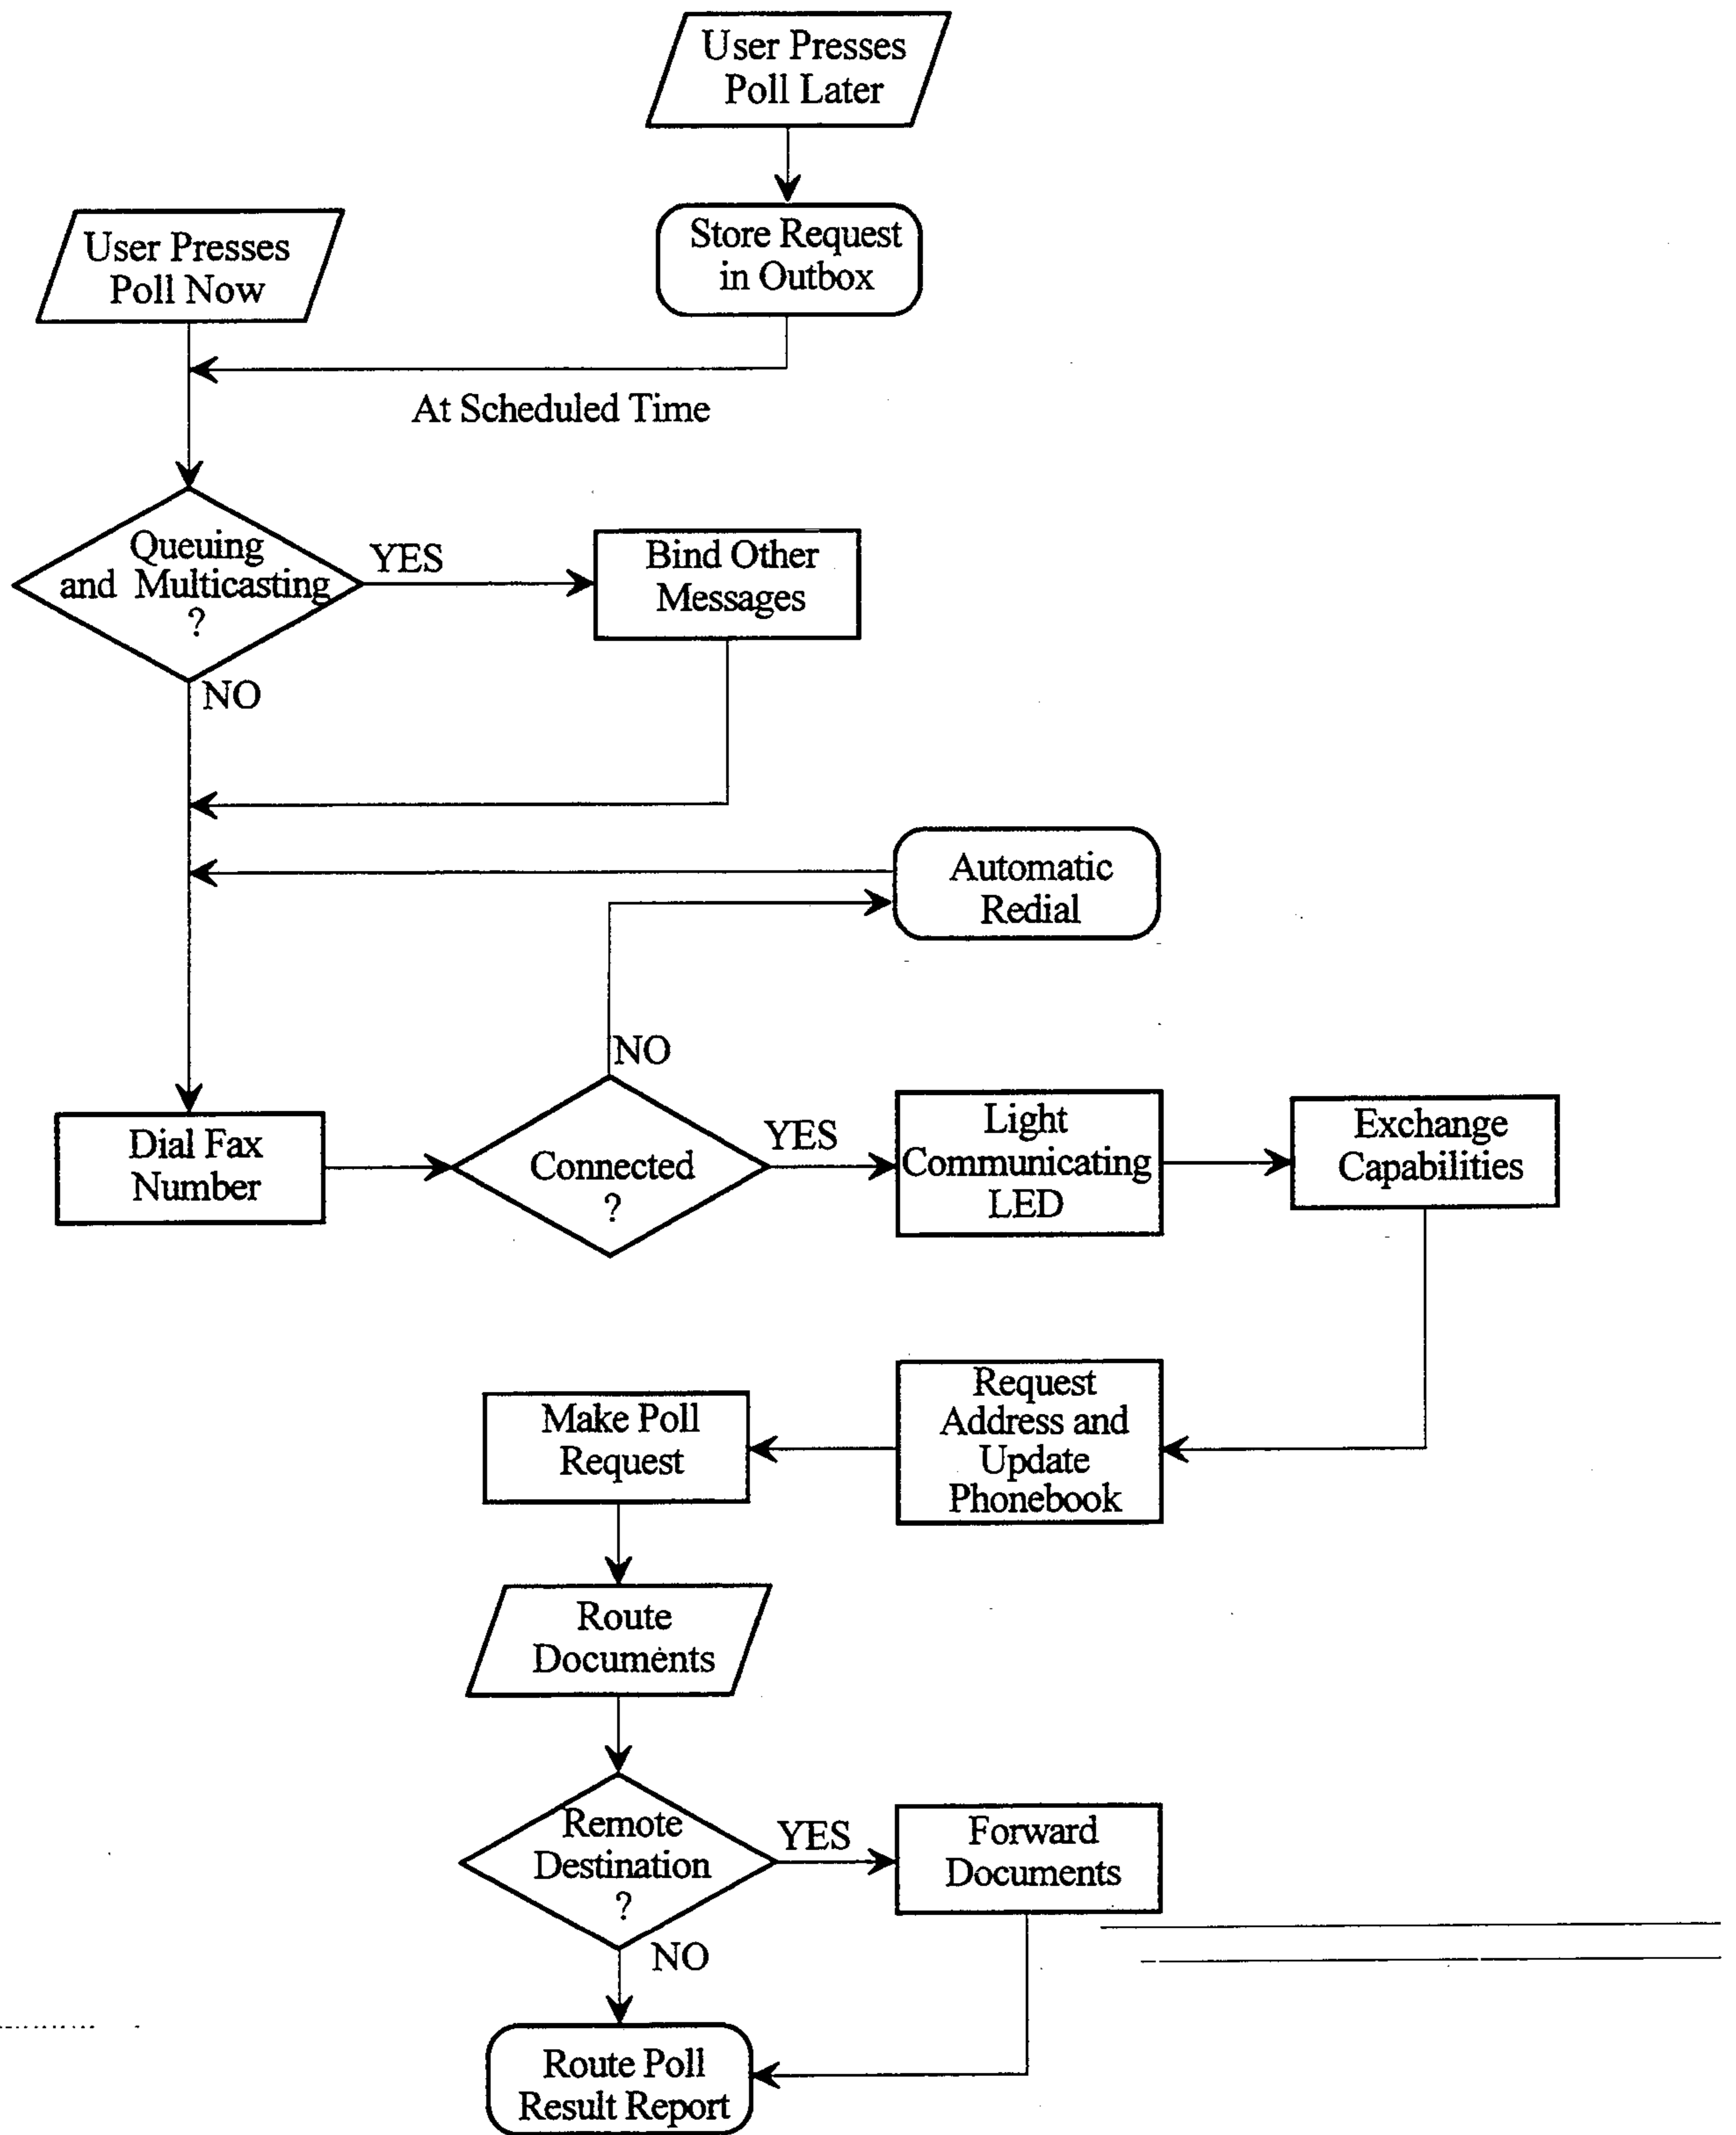 User Presses
Poll Later
Store Request
in Outbox
User Presses
Poll Now
At Scheduled Time
Queuing
and Multicasting
?
YES
Bind Other
Messages
NO
Automatic
Redial
NO
Dial Fax
Number
Connected
?
YES
Light
Communicating
LED
Exchange
Capabilities
Request
Address and
Update
Phonebook
Make Poll
Request
Route
Documents
Remote
Destination
?
YES
Forward
Documents
NO
Route Poll
Result Report